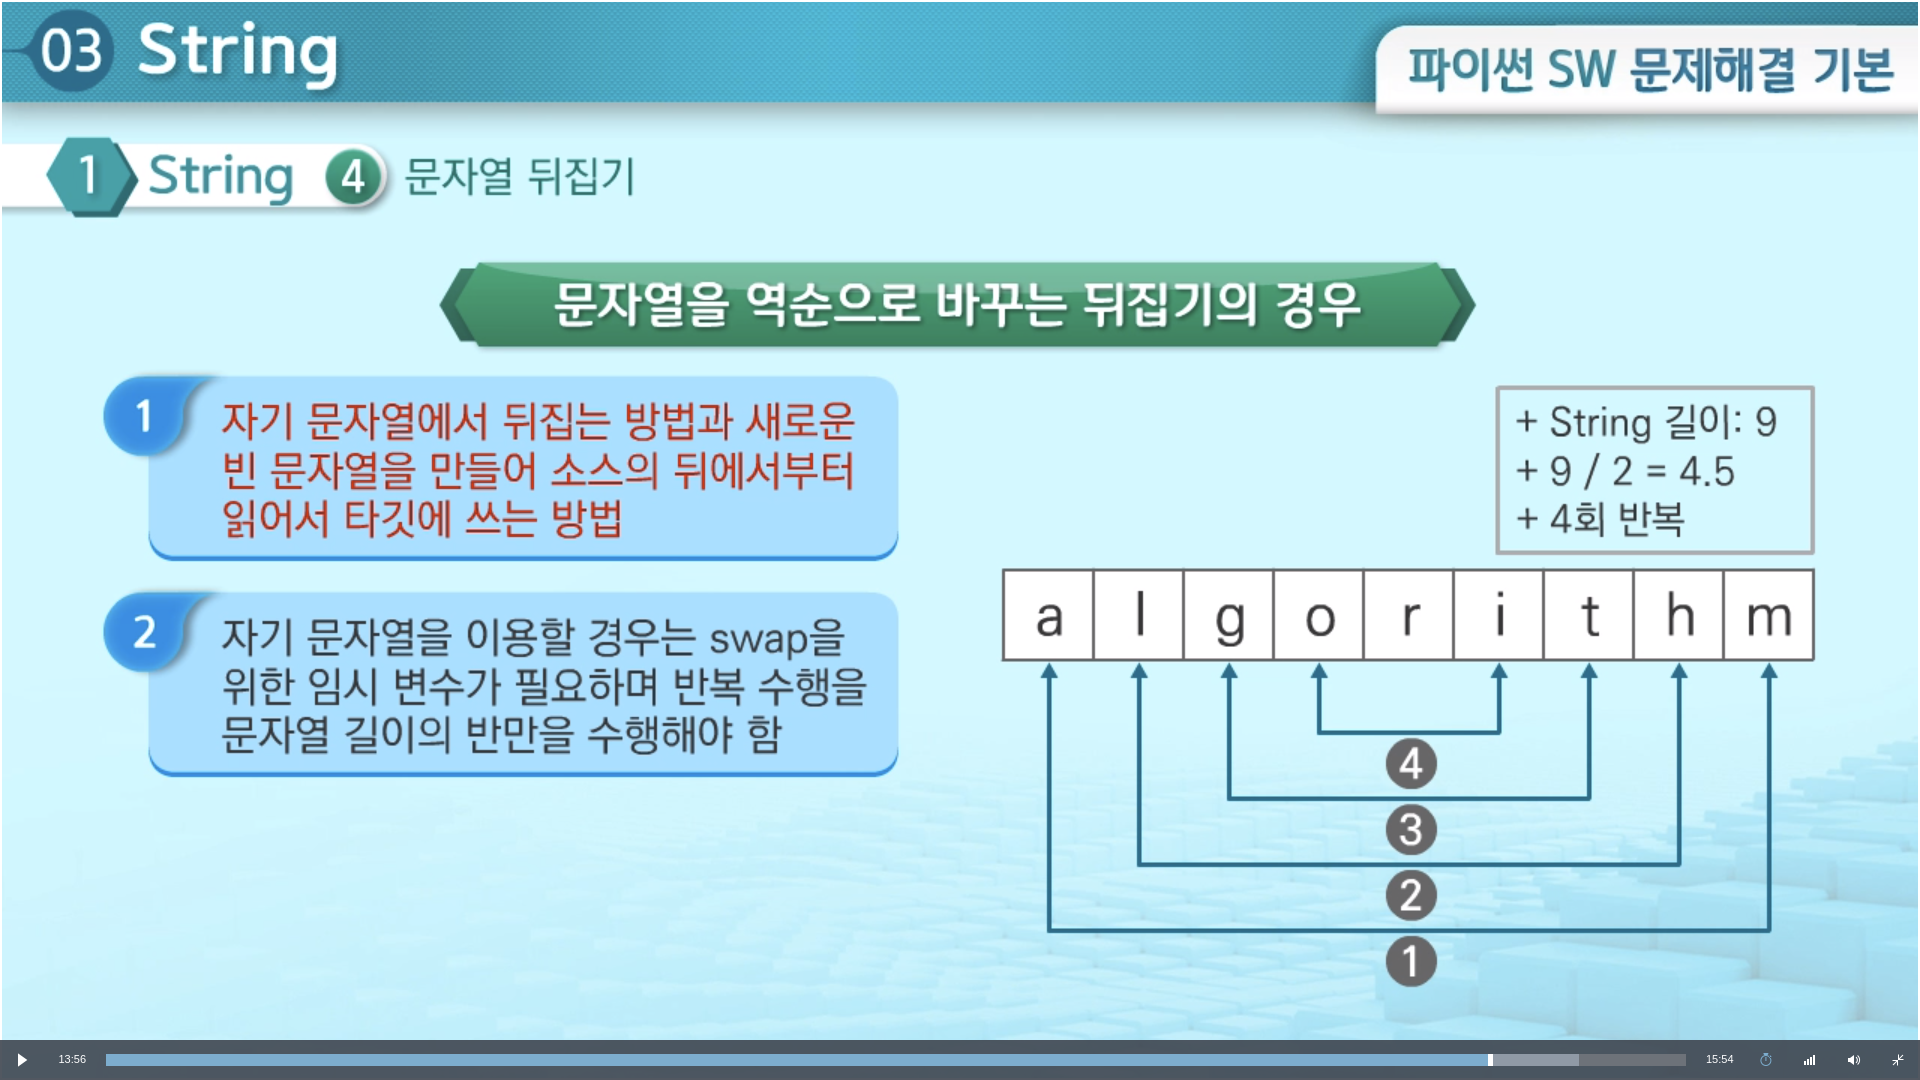 03 String
파이썬 SW 문제해결 기본
1 String 4 문자열 뒤집기
문자열을 역순으로 바꾸는 뒤집기의 경우
1
자기 문자열에서 뒤집는 방법과 새로운
빈 문자열을 만들어 소스의 뒤에서부터
읽어서 타깃에 쓰는 방법
2
자기 문자열을 이용할 경우는 swap을
위한 임시 변수가 필요하며 반복 수행을
문자열 길이의 반만을 수행해야 함
+ String 길이: 9
+ 9 / 2 = 4.5
+ 4회 반복
a l g o r i t h m
4
3
2
1
13:56 15:54